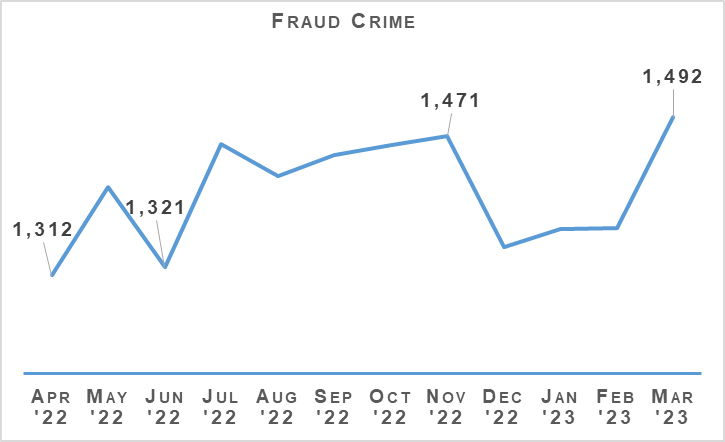 FRAUD CRIME
1,492
1,471
1,321
1,312
APR MAY JUN JUL AUG SEP OCT NOV DEC JAN FEB MAR
'22 '22 '22 '22 '22 '22 '22 '22 '22 '23 '23 '23